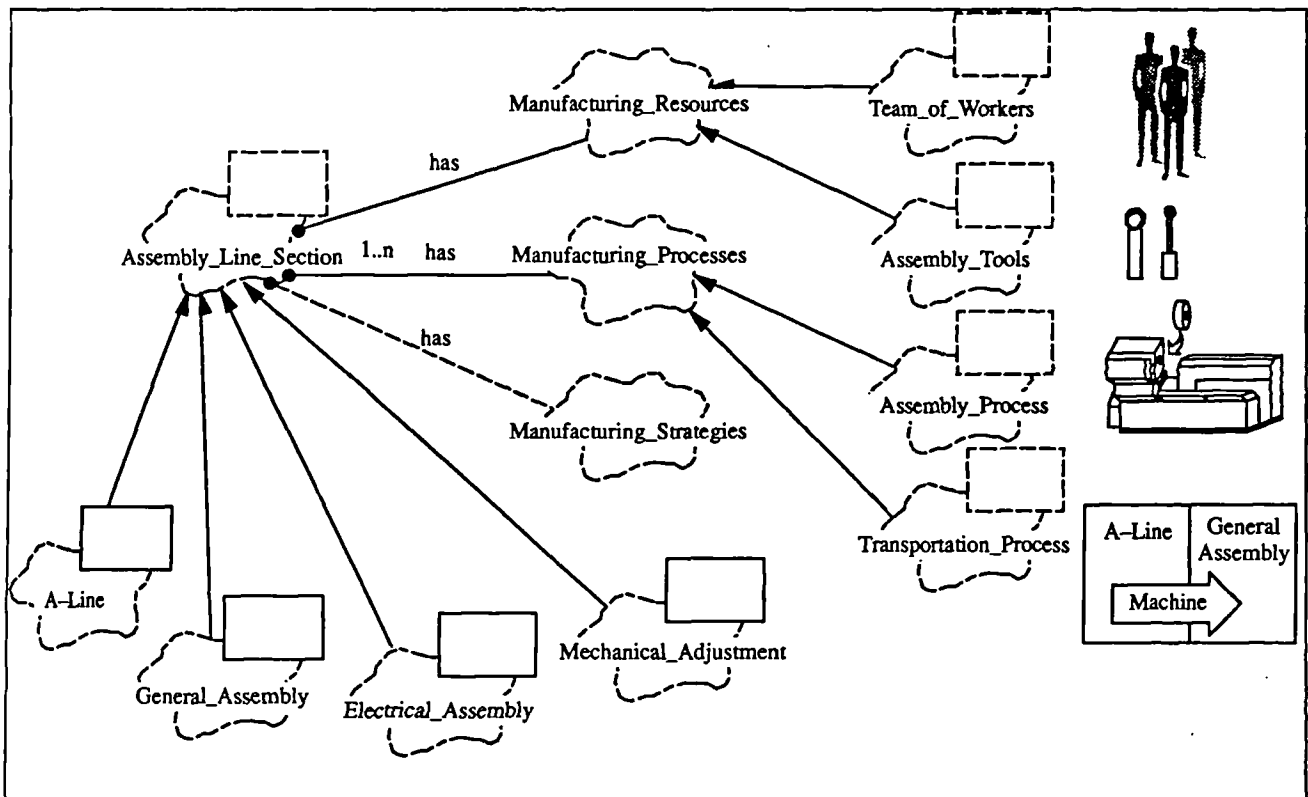 Manufacturing_Resources
Team_of_Workers
has
Assembly_Line_Section
1..n
has
Manufacturing_Processes
Assembly_Tools
has
Manufacturing_Strategies
Assembly_Process
Transportation_Process
A–Line
General
Assembly
Machine
A–Line
General_Assembly
Electrical_Assembly
Mechanical_Adjustment